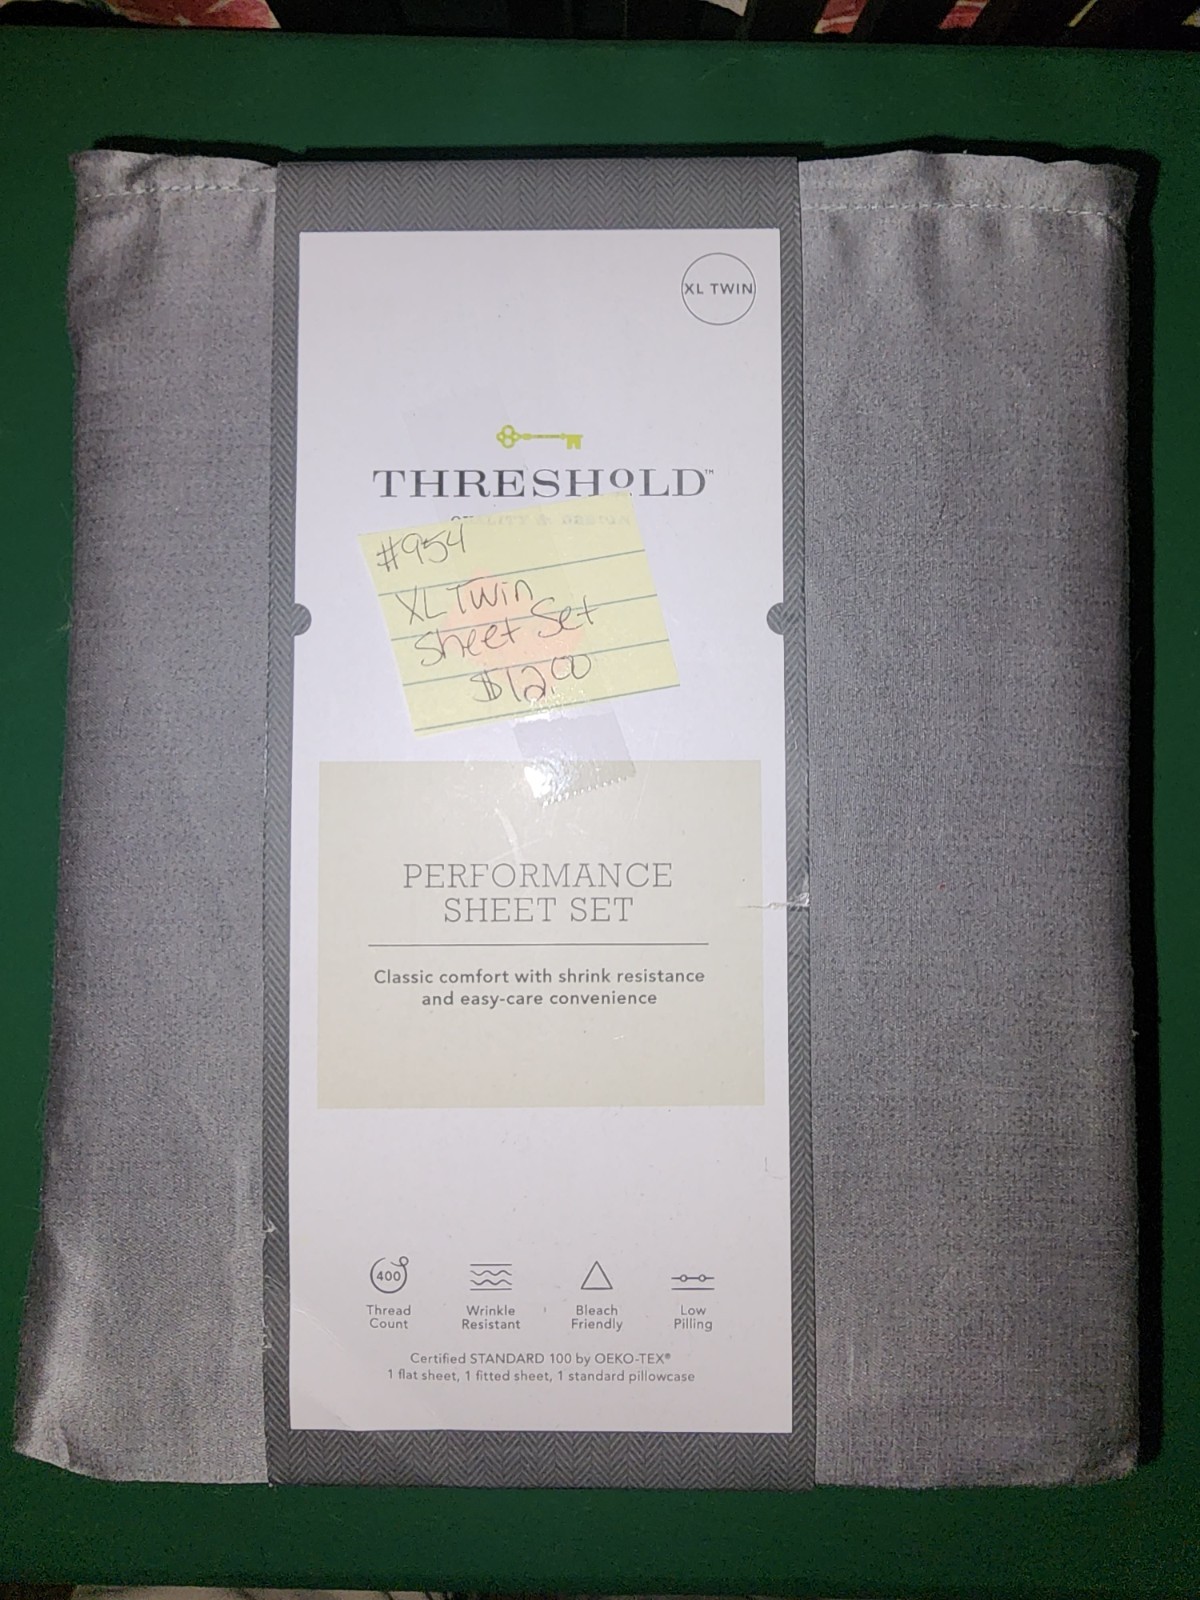 XL TWIN
THRESHOLD™
QUALITY & DESIGN
#954
XL Twin
Sheet Set
$12.00
PERFORMANCE
SHEET SET
Classic comfort with shrink resistance
and easy-care convenience
400
Thread
Count
Wrinkle
Resistant
Bleach
Friendly
Low
Pilling
Certified STANDARD 100 by OEKO-TEX®
1 flat sheet, 1 fitted sheet, 1 standard pillowcase